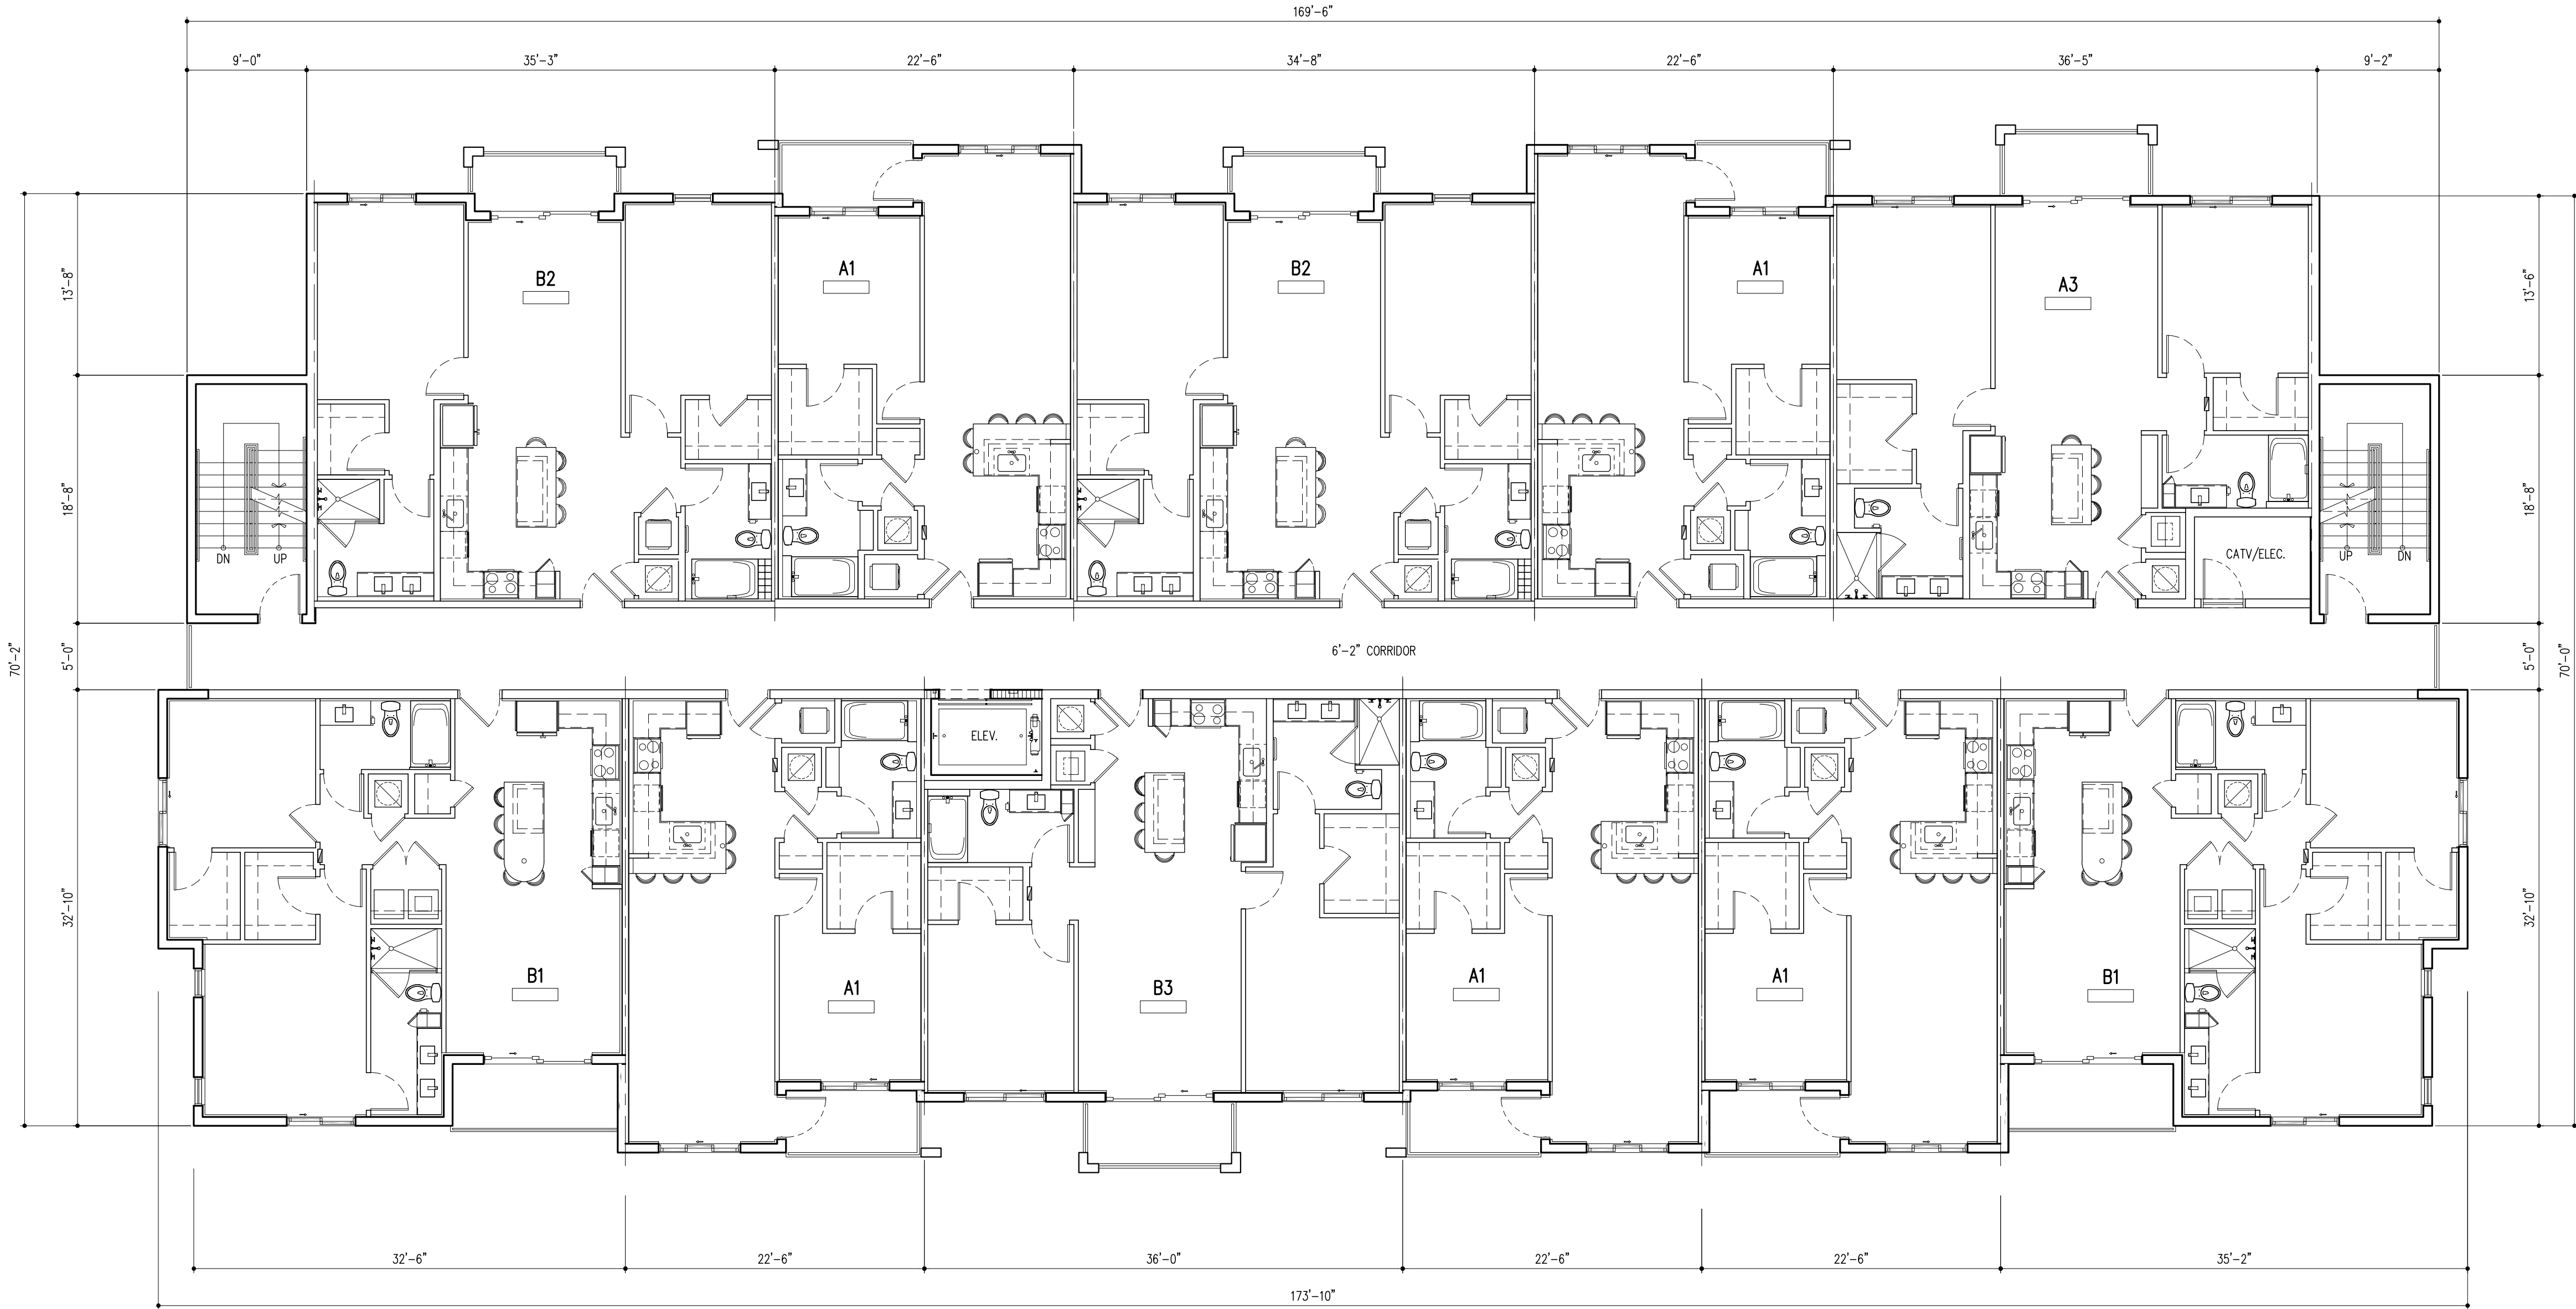 169'-6"
9'-0" 35'-3" 22'-6" 34'-8" 22'-6" 36'-5" 9'-2"
A1 A1
B2 B2 A3
13'-8" 13'-6"
18'-8" 18'-8"
DN UP CATV/ELEC. UP DN
70'-2" 5'-0" 6'-2" CORRIDOR 5'-0" 70'-0"
ELEV.
32'-10" 32'-10"
B1 A1 B3 A1 A1 B1
32'-6" 22'-6" 36'-0" 22'-6" 22'-6" 35'-2"
173'-10"